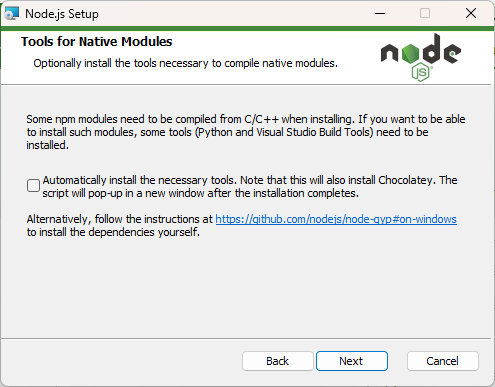 Node.js Setup
Tools for Native Modules
Optionally install the tools necessary to compile native modules.
node
JS
Some npm modules need to be compiled from C/C++ when installing. If you want to be able
to install such modules, some tools (Python and Visual Studio Build Tools) need to be
installed.
Automatically install the necessary tools. Note that this will also install Chocolatey. The
script will pop-up in a new window after the installation completes.
Alternatively, follow the instructions at https://github.com/nodejs/node-gyp#on-windows
to install the dependencies yourself.
Back
Next
Cancel